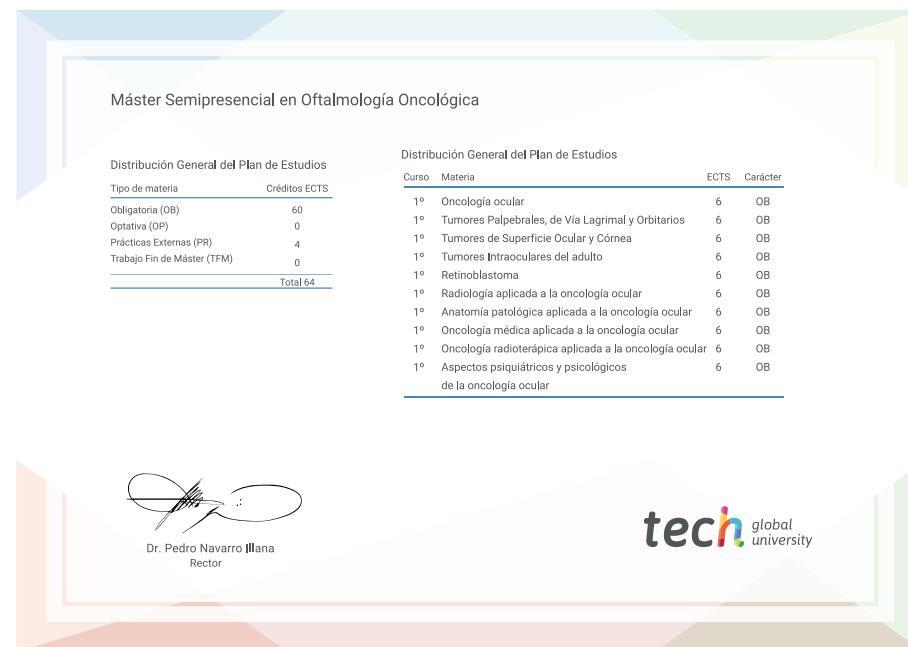 Máster Semipresencial en Oftalmología Oncológica
Distribución General del Plan de Estudios
Tipo de materia Créditos ECTS
Obligatoria (OB) 60
Optativa (OP) 0
Prácticas Externas (PR) 4
Trabajo Fin de Máster (TFM) 0
Total 64
Distribución General del Plan de Estudios
Curso Materia ECTS Carácter
1º Oncología ocular 6 OB
1º Tumores Palpebrales, de Vía Lagrimal y Orbitarios 6 OB
1º Tumores de Superficie Ocular y Córnea 6 OB
1º Tumores Intraoculares del adulto 6 OB
1º Retinoblastoma 6 OB
1º Radiología aplicada a la oncología ocular 6 OB
1º Anatomía patológica aplicada a la oncología ocular 6 OB
1º Oncología médica aplicada a la oncología ocular 6 OB
1º Oncología radioterápica aplicada a la oncología ocular 6 OB
1º Aspectos psiquiátricos y psicológicos 6 OB
de la oncología ocular
Dr. Pedro Navarro Illana
Rector
tech global
university